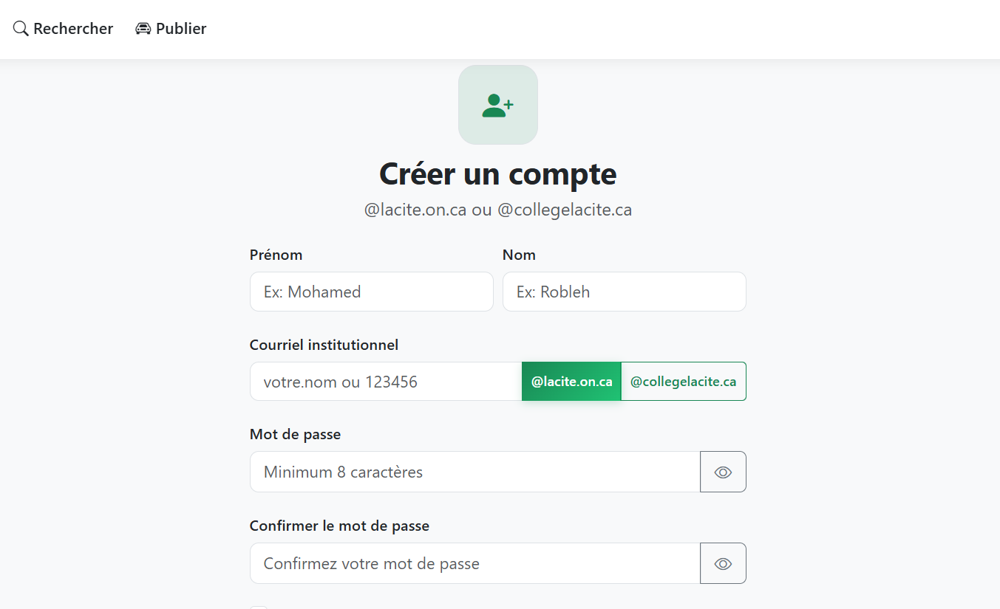 Rechercher Publier
Créer un compte
@lacite.on.ca ou @collegelacite.ca
Prénom Nom
Ex: Mohamed Ex: Robleh
Courriel institutionnel
votre.nom ou 123456 @lacite.on.ca @collegelacite.ca
Mot de passe
Minimum 8 caractères
Confirmer le mot de passe
Confirmez votre mot de passe